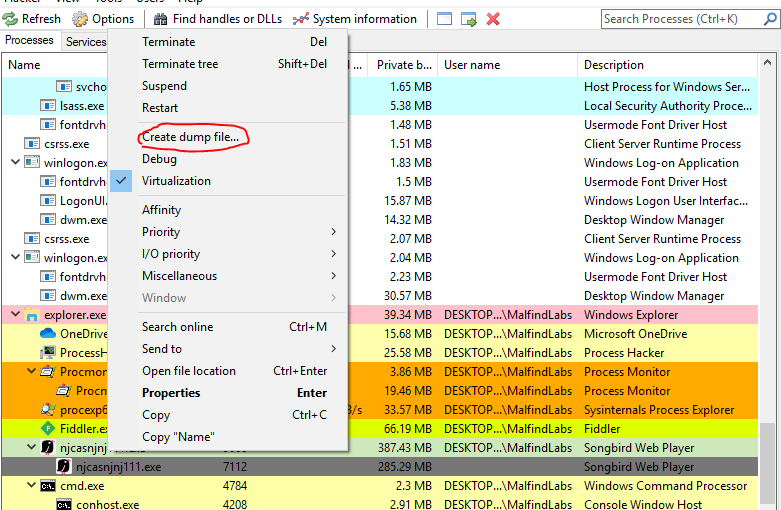 Hacker View Tools Users Help
Refresh Options Find handles or DLLs System information Search Processes (Ctrl+K)
Processes Services
Name Private b... User name Description
svcho 1.65 MB Host Process for Windows Ser...
lsass.exe 5.38 MB Local Security Authority Proce...
fontdrvh 1.48 MB Usermode Font Driver Host
csrss.exe 1.51 MB Client Server Runtime Process
winlogon.ex 1.83 MB Windows Log-on Application
fontdrvh 1.5 MB Usermode Font Driver Host
LogonUI. 15.87 MB Windows Logon User Interfac...
dwm.exe 14.32 MB Desktop Window Manager
csrss.exe 2.07 MB Client Server Runtime Process
winlogon.ex 2.04 MB Windows Log-on Application
fontdrvh 2.23 MB Usermode Font Driver Host
dwm.exe 30.57 MB Desktop Window Manager
explorer.exe 39.34 MB DESKTOP...\MalfindLabs Windows Explorer
OneDrive 15.68 MB DESKTOP...\MalfindLabs Microsoft OneDrive
ProcessH 25.58 MB DESKTOP...\MalfindLabs Process Hacker
Procmon 3.86 MB DESKTOP...\MalfindLabs Process Monitor
Procm 19.46 MB DESKTOP...\MalfindLabs Process Monitor
procexp6 B/s 33.57 MB DESKTOP...\MalfindLabs Sysinternals Process Explorer
Fiddler.ex 66.19 MB DESKTOP...\MalfindLabs Fiddler
njcasnjnj111.exe 387.43 MB DESKTOP...\MalfindLabs Songbird Web Player
njcasnjnj111.exe 7112 285.29 MB Songbird Web Player
cmd.exe 4784 2.3 MB DESKTOP...\MalfindLabs Windows Command Processor
conhost.exe 4208 2.91 MB DESKTOP...\MalfindLabs Console Window Host
Terminate Del
Terminate tree Shift+Del
Suspend
Restart
Create dump file...
Debug
Virtualization
Affinity
Priority
I/O priority
Miscellaneous
Window
Search online Ctrl+M
Send to
Open file location Ctrl+Enter
Properties Enter
Copy Ctrl+C
Copy "Name"